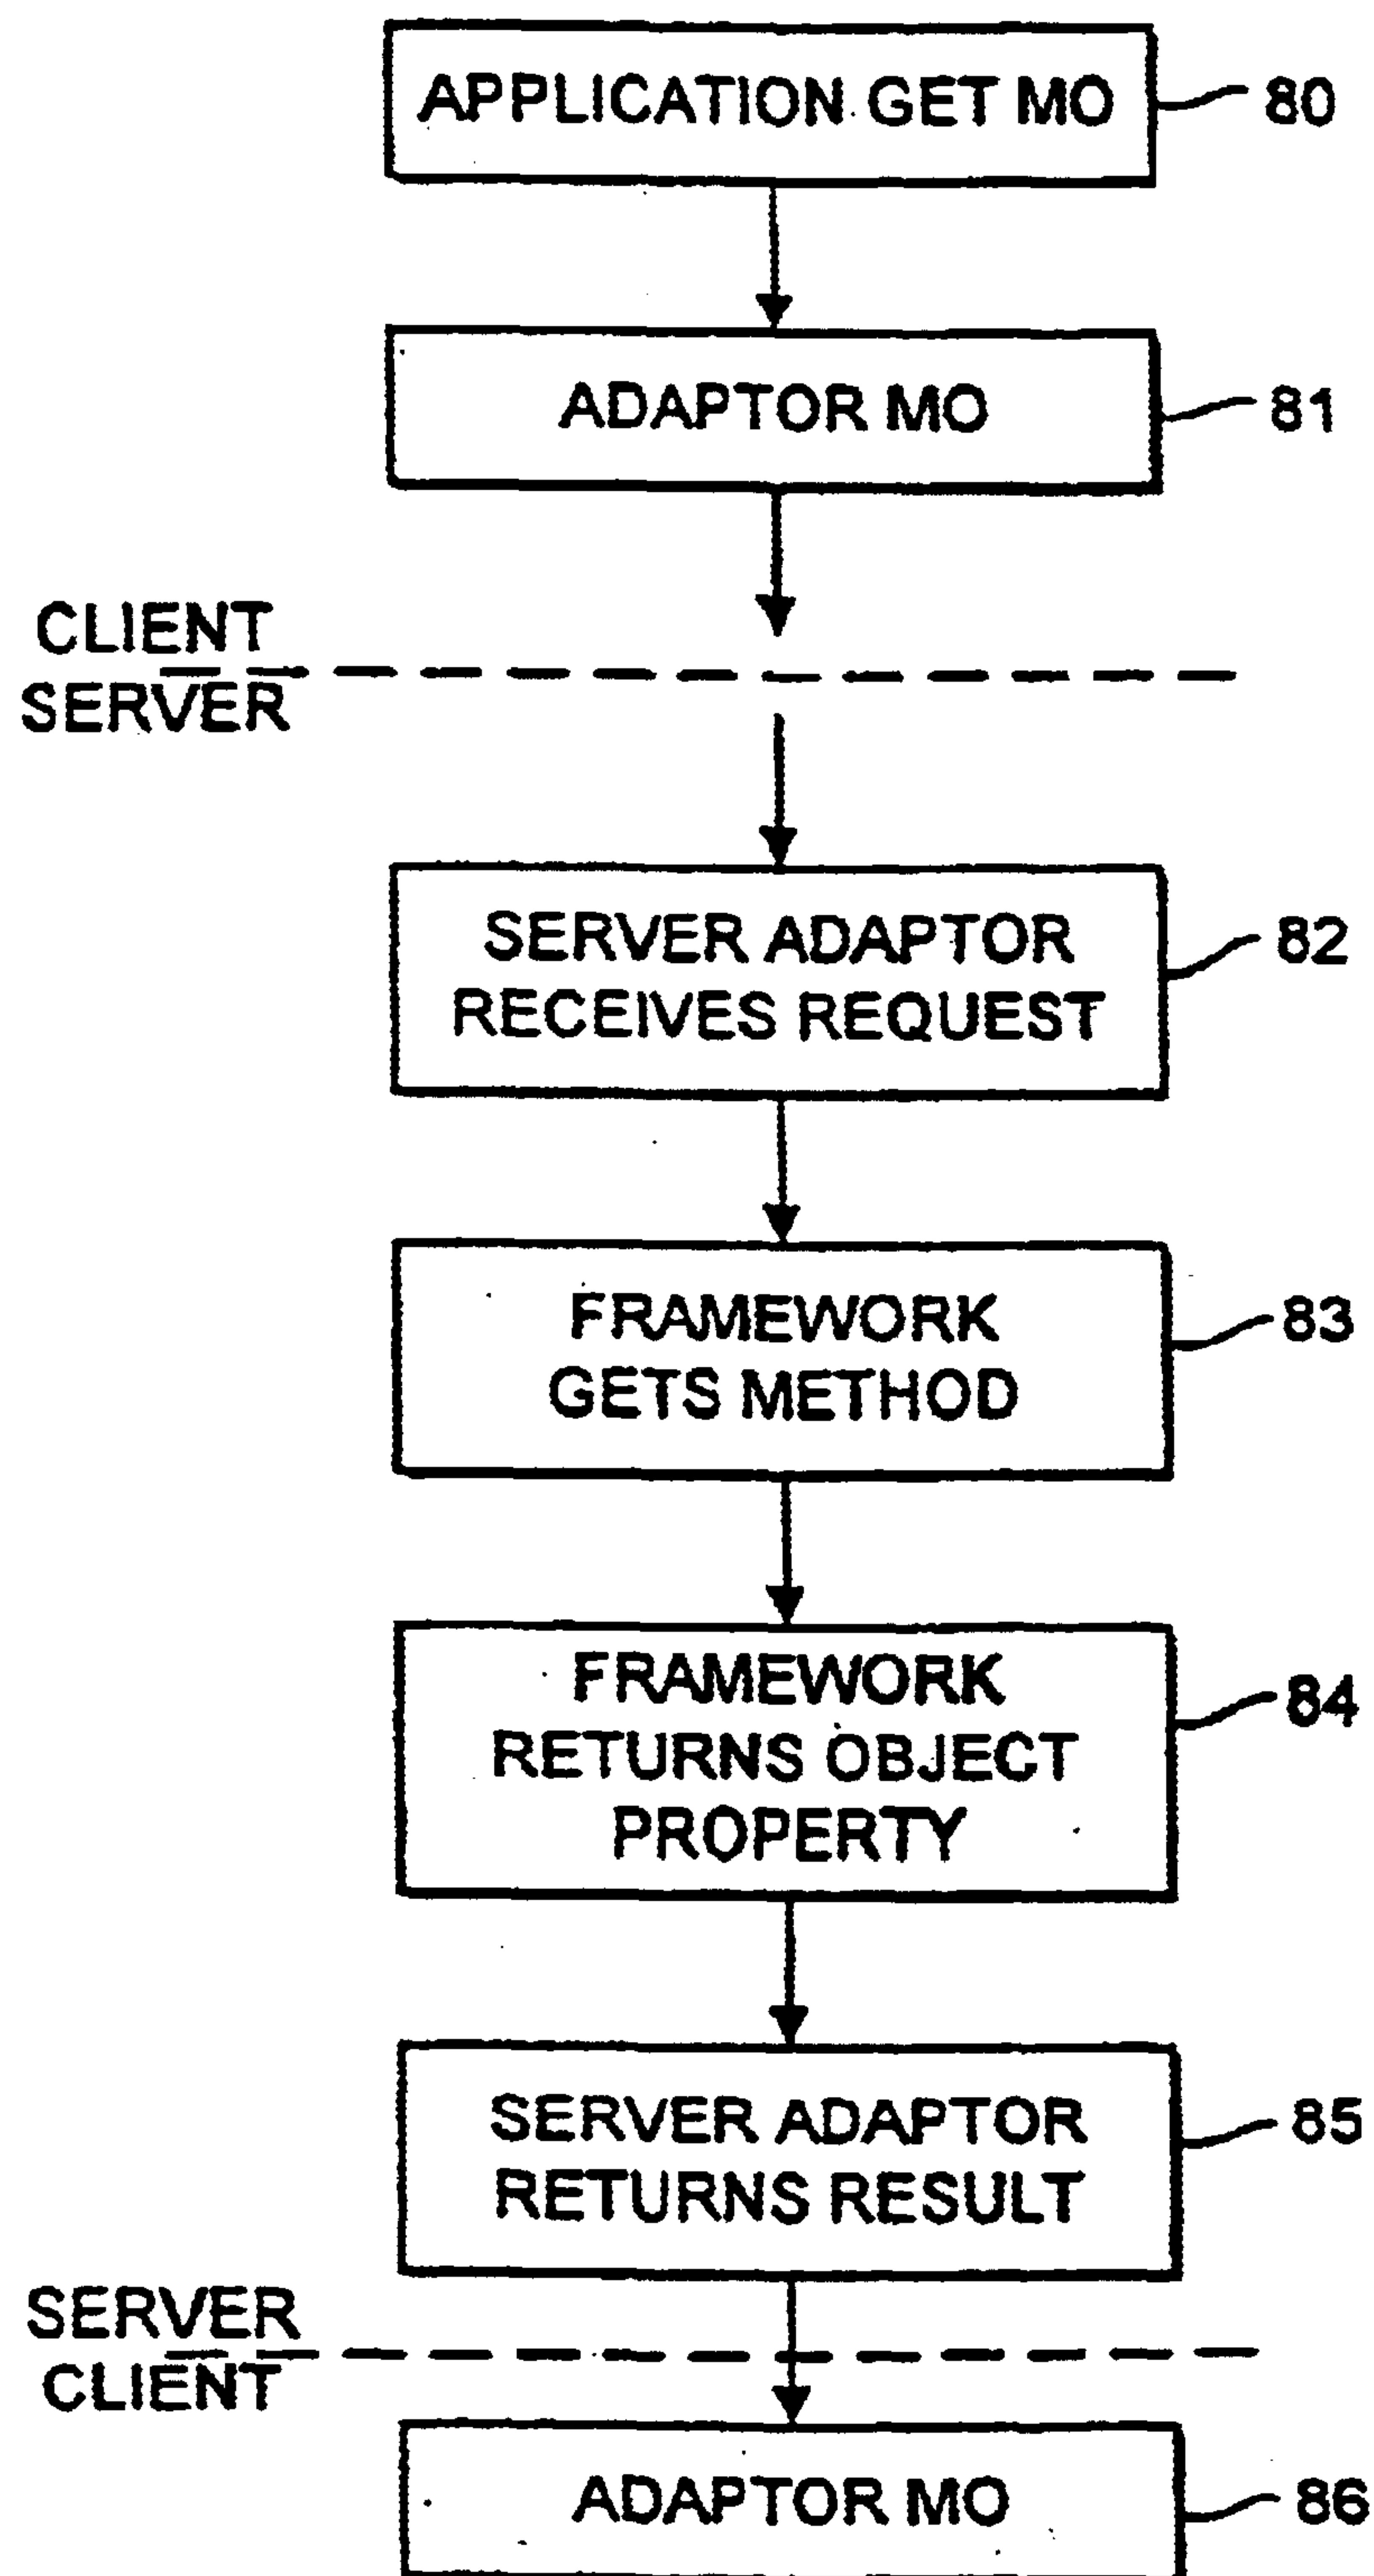 APPLICATION GET MO
80
ADAPTOR MO
81
CLIENT
SERVER
SERVER ADAPTOR
RECEIVES REQUEST
82
FRAMEWORK
GETS METHOD
83
FRAMEWORK
RETURNS OBJECT
PROPERTY
84
SERVER ADAPTOR
RETURNS RESULT
85
SERVER
CLIENT
ADAPTOR MO
86